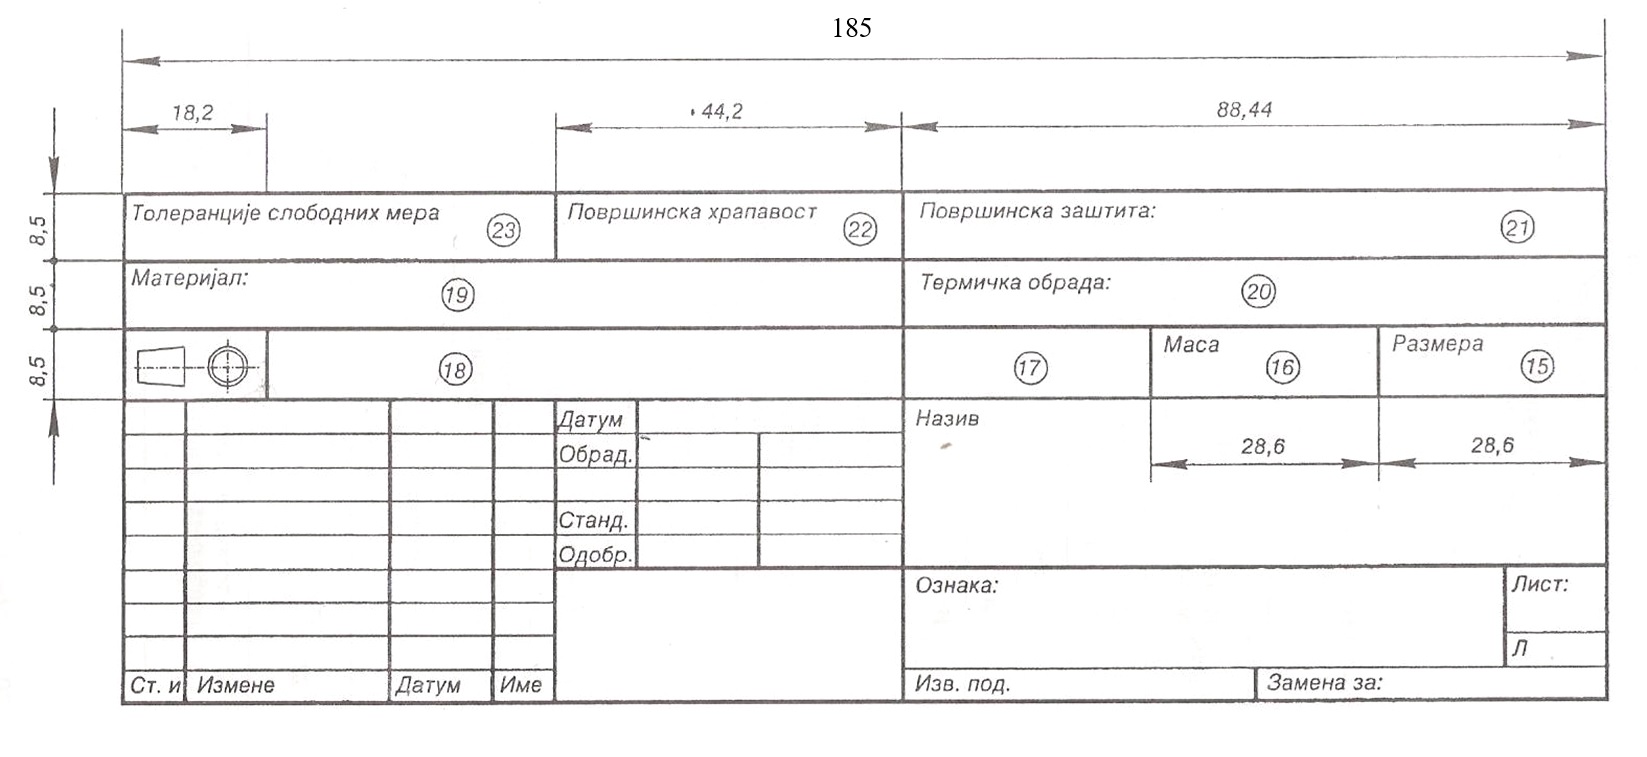 185
18,2
44,2
88,44
8,5
8,5
8,5
Толеранције слободних мера
23
Површинска храпавост
22
Површинска заштита:
21
Материјал:
19
Термичка обрада:
20
18
17
Маса
16
Размера
15
Датум
Обрад.
Станд.
Одобр.
Назив
28,6
28,6
Ознака:
Лист:
Л
Ст. и
Измене
Датум
Име
Изв. под.
Замена за: